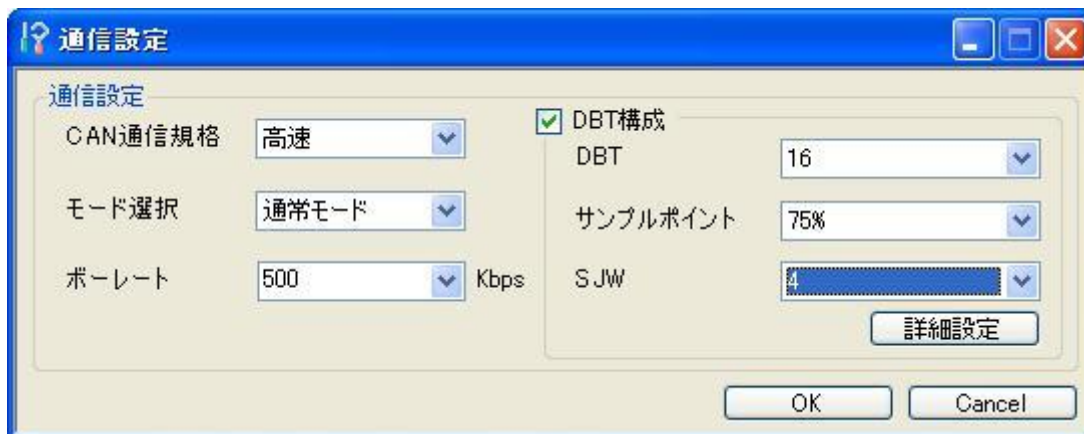 通信設定
通信設定
CAN通信規格 高速
モード選択 通常モード
ボーレート 500 Kbps
DBT構成
DBT 16
サンプルポイント 75%
SJW 4
詳細設定
OK Cancel